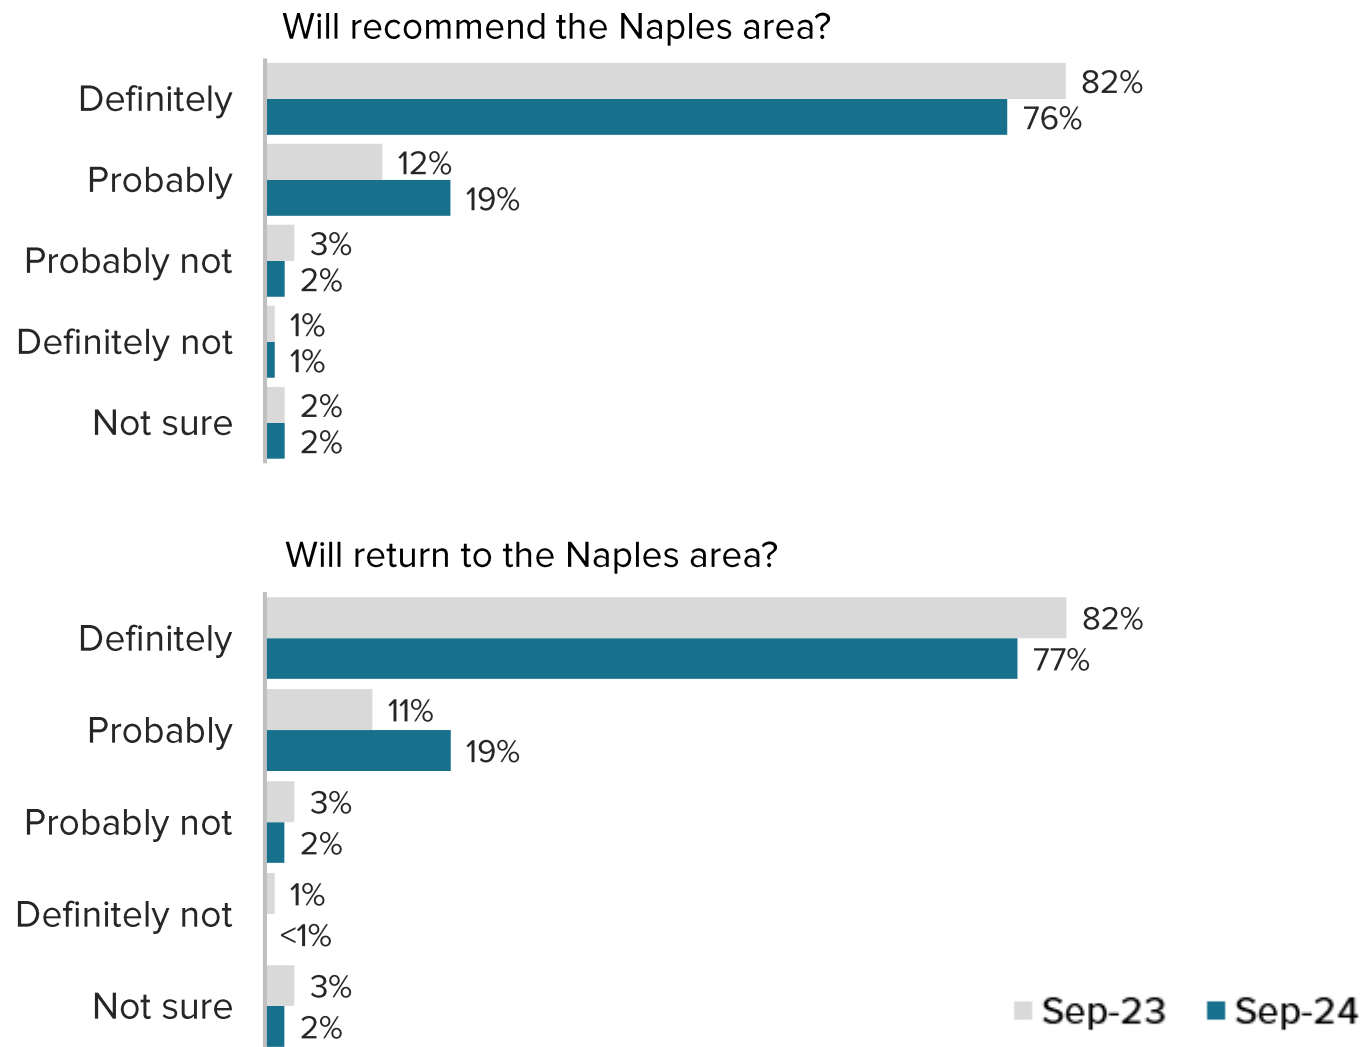 Will recommend the Naples area?
Definitely
82%
76%
Probably
12%
19%
Probably not
3%
2%
Definitely not
1%
1%
Not sure
2%
2%
Will return to the Naples area?
Definitely
82%
77%
Probably
11%
19%
Probably not
3%
2%
Definitely not
1%
<1%
Not sure
3%
2%
Sep-23 Sep-24